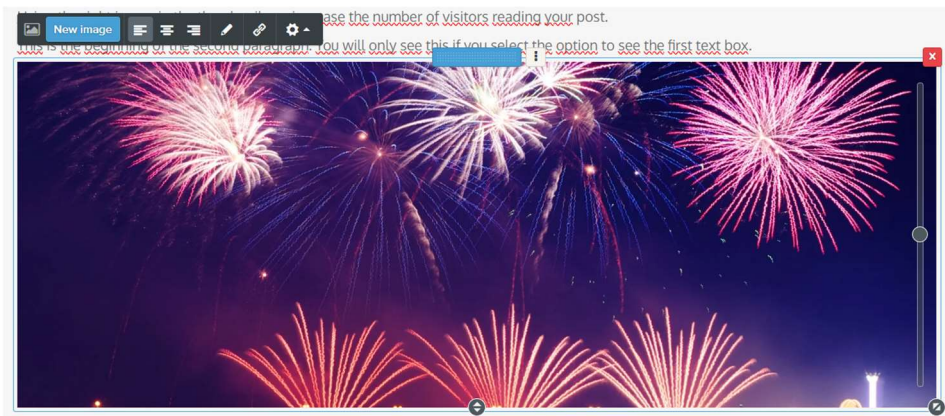 ase the number of visitors reading your post.
New image
This is the beginning of the second paragraph. You will only see this if you select the option to see the first text box.